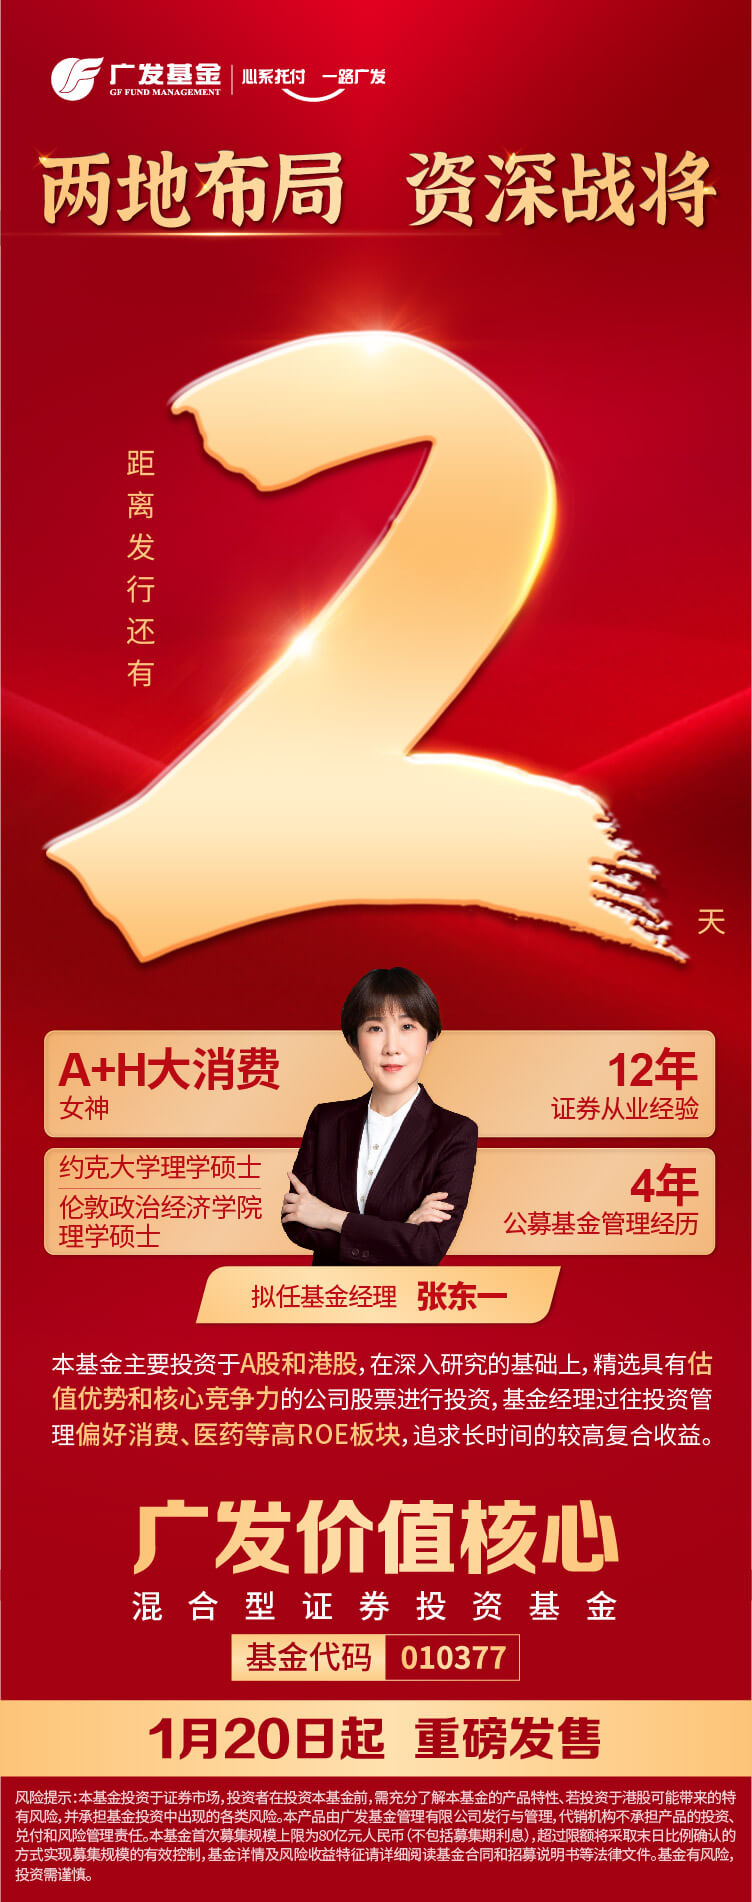 广发基金
GF FUND MANAGEMENT
心系托付 一路广发
两地布局 资深战将
距离发行还有
2
天
A+H大消费
女神
12年
证券从业经验
约克大学理学硕士
伦敦政治经济学院
理学硕士
4年
公募基金管理经历
拟任基金经理 张东一
本基金主要投资于A股和港股，在深入研究的基础上，精选具有估
值优势和核心竞争力的公司股票进行投资，基金经理过往投资管
理偏好消费、医药等高ROE板块，追求长时间的较高复合收益。
广发价值核心
混合型证券投资基金
基金代码 010377
1月20日起 重磅发售
风险提示：本基金投资于证券市场，投资者在投资本基金前，需充分了解本基金的产品特性、若投资于港股可能带来的特
有风险，并承担基金投资中出现的各类风险。本产品由广发基金管理有限公司发行与管理，代销机构不承担产品的投资、
兑付和风险管理责任。本基金首次募集规模上限为80亿元人民币（不包括募集期利息），超过限额将采取末日比例确认的
方式实现募集规模的有效控制，基金详情及风险收益特征请详细阅读基金合同和招募说明书等法律文件。基金有风险，
投资需谨慎。